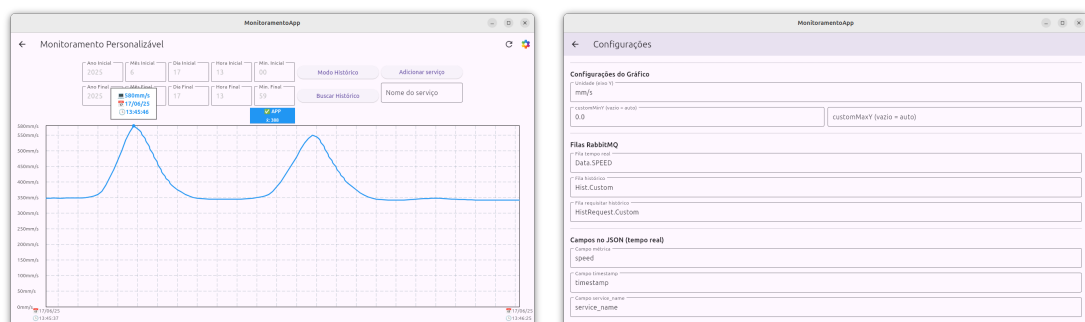 MonitoramentoApp
Monitoramento Personalizável
Ano Inicial
2025
Mês Inicial
6
Dia Inicial
17
Hora Inicial
13
Min. Inicial
00
Modo Histórico
Adicionar serviço
Ano Final
2025
Mês Final
Dia Final
17
Hora Final
13
Min. Final
59
Buscar Histórico
Nome do serviço
580mm/s
17/06/25
13:45:46
APP
580mm/s
550mm/s
500mm/s
450mm/s
400mm/s
350mm/s
300mm/s
250mm/s
200mm/s
150mm/s
100mm/s
50mm/s
0mm/s
17/06/25
13:45:37
17/06/25
13:46:25
MonitoramentoApp
Configurações
Configurações do Gráfico
Unidade (eixo Y)
mm/s
customMinY (vazio = auto)
0.0
customMaxY (vazio = auto)
Filas RabbitMQ
Fila tempo real
Data.SPEED
Fila histórico
Hist.Custom
Fila requisitar histórico
HistRequest.Custom
Campos no JSON (tempo real)
Campo métrica
speed
Campo timestamp
timestamp
Campo service_name
service_name